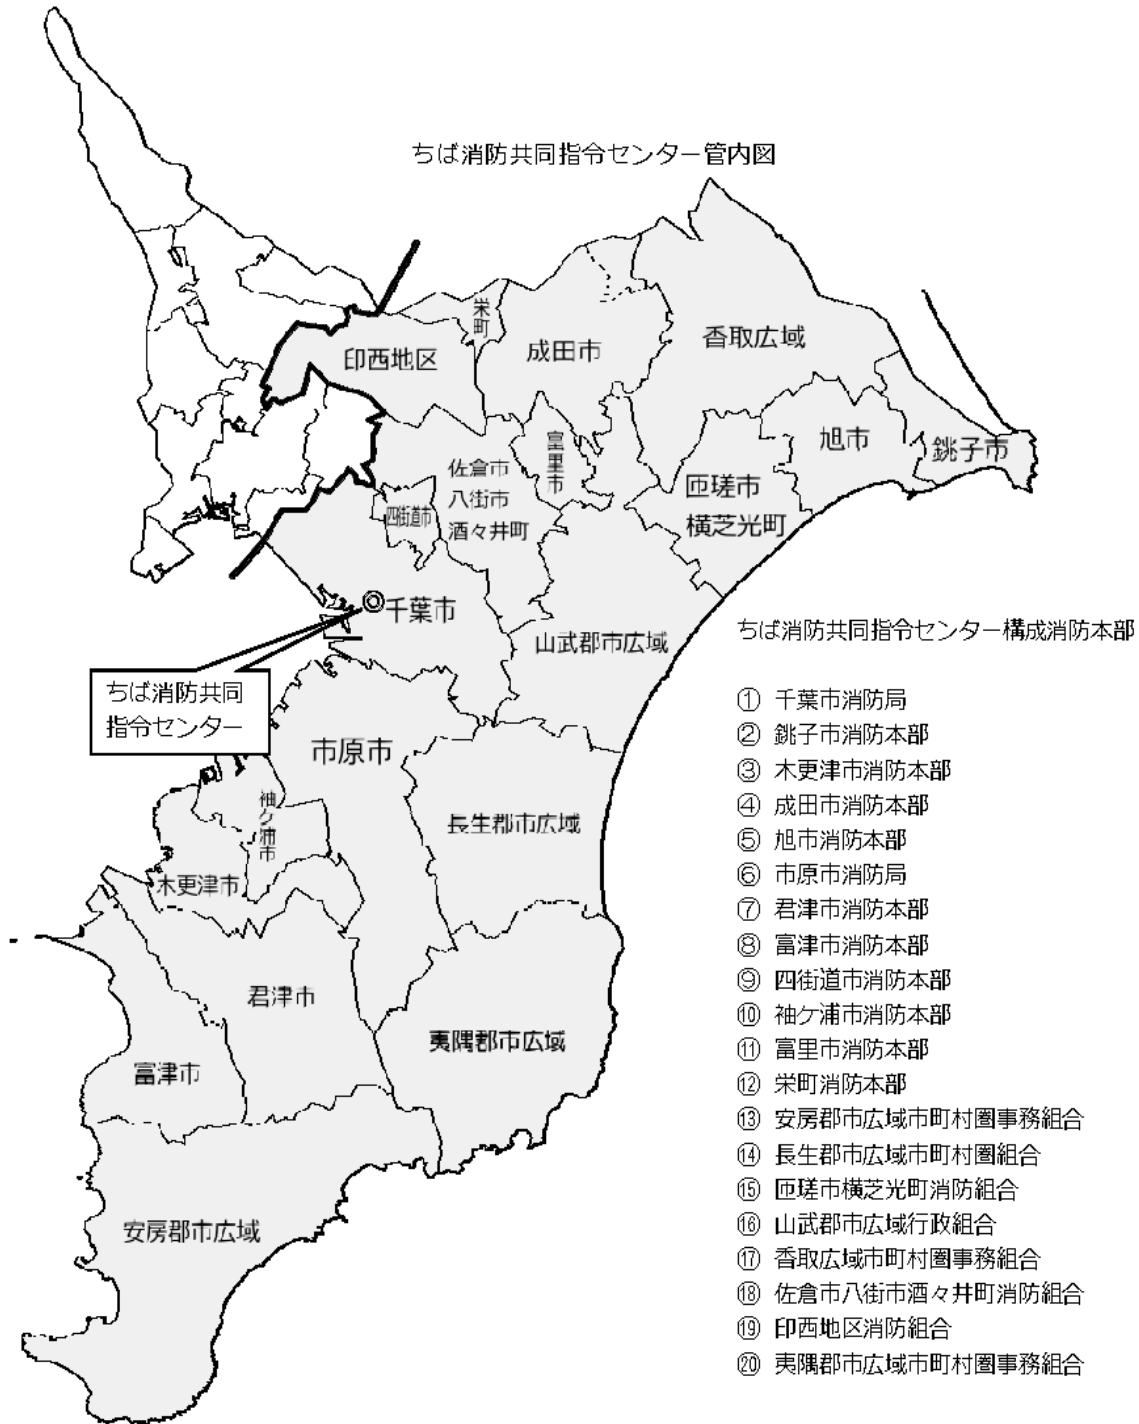 ちば消防共同指令センター管内図
栄町
印西地区
成田市
香取広域
富里市
旭市
銚子市
佐倉市
八街市
酒々井町
四街道市
匝瑳市
横芝光町
千葉市
山武郡市広域
ちば消防共同
指令センター
市原市
袖ケ浦市
長生郡市広域
木更津市
君津市
夷隅郡市広域
富津市
安房郡市広域
ちば消防共同指令センター構成消防本部
① 千葉市消防局
② 銚子市消防本部
③ 木更津市消防本部
④ 成田市消防本部
⑤ 旭市消防本部
⑥ 市原市消防局
⑦ 君津市消防本部
⑧ 富津市消防本部
⑨ 四街道市消防本部
⑩ 袖ケ浦市消防本部
⑪ 富里市消防本部
⑫ 栄町消防本部
⑬ 安房郡市広域市町村圏事務組合
⑭ 長生郡市広域市町村圏組合
⑮ 匝瑳市横芝光町消防組合
⑯ 山武郡市広域行政組合
⑰ 香取広域市町村圏事務組合
⑱ 佐倉市八街市酒々井町消防組合
⑲ 印西地区消防組合
⑳ 夷隅郡市広域市町村圏事務組合